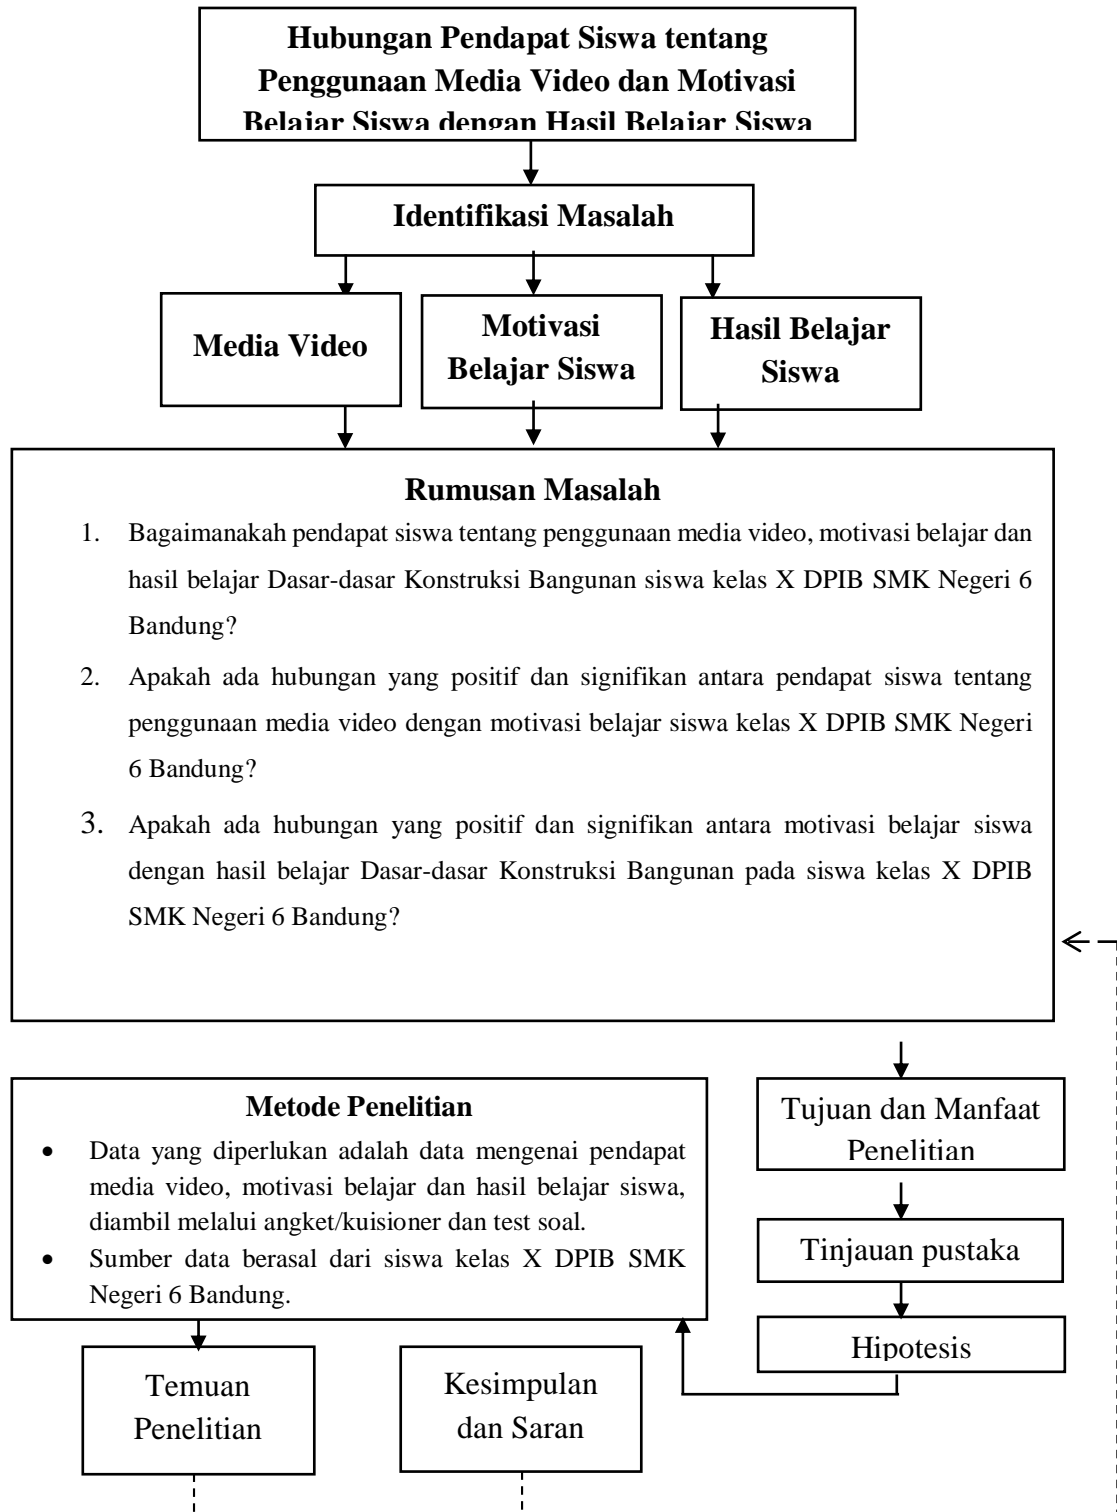 Hubungan Pendapat Siswa tentang
Penggunaan Media Video dan Motivasi
Belajar Siswa dengan Hasil Belajar Siswa
Identifikasi Masalah
Media Video
Motivasi
Belajar Siswa
Hasil Belajar
Siswa
Rumusan Masalah
1. Bagaimanakah pendapat siswa tentang penggunaan media video, motivasi belajar dan
hasil belajar Dasar-dasar Konstruksi Bangunan siswa kelas X DPIB SMK Negeri 6
Bandung?
2. Apakah ada hubungan yang positif dan signifikan antara pendapat siswa tentang
penggunaan media video dengan motivasi belajar siswa kelas X DPIB SMK Negeri
6 Bandung?
3. Apakah ada hubungan yang positif dan signifikan antara motivasi belajar siswa
dengan hasil belajar Dasar-dasar Konstruksi Bangunan pada siswa kelas X DPIB
SMK Negeri 6 Bandung?
Tujuan dan Manfaat
Penelitian
Tinjauan pustaka
Hipotesis
Metode Penelitian
• Data yang diperlukan adalah data mengenai pendapat
media video, motivasi belajar dan hasil belajar siswa,
diambil melalui angket/kuisioner dan test soal.
• Sumber data berasal dari siswa kelas X DPIB SMK
Negeri 6 Bandung.
Temuan
Penelitian
Kesimpulan
dan Saran